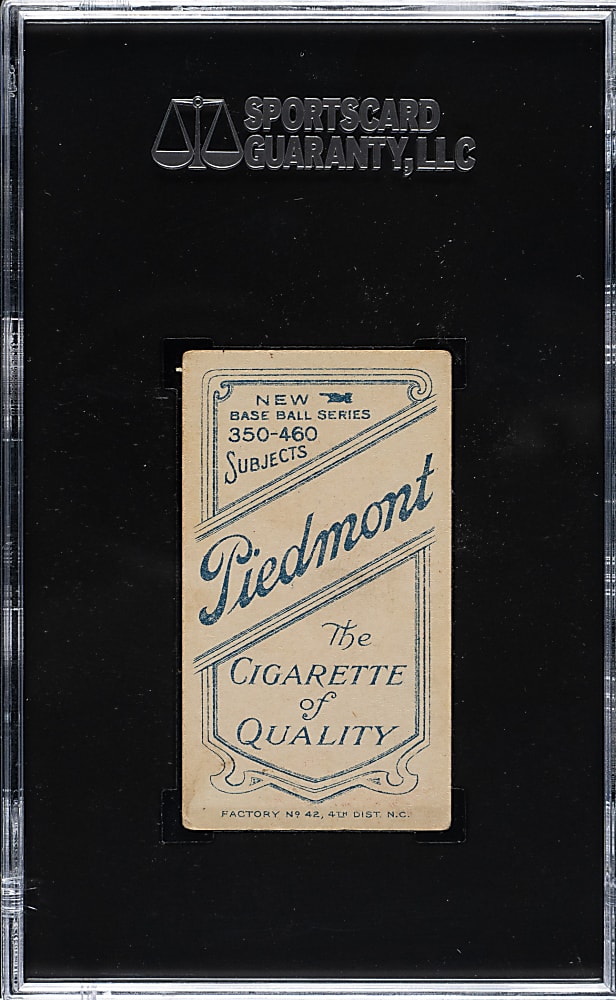 SPORTSCARD
GUARANTY, LLC
NEW
BASE BALL SERIES
350-460
SUBJECTS
Piedmont
The
CIGARETTE
of
QUALITY
FACTORY Nº 42, 4TH DIST. N.C.